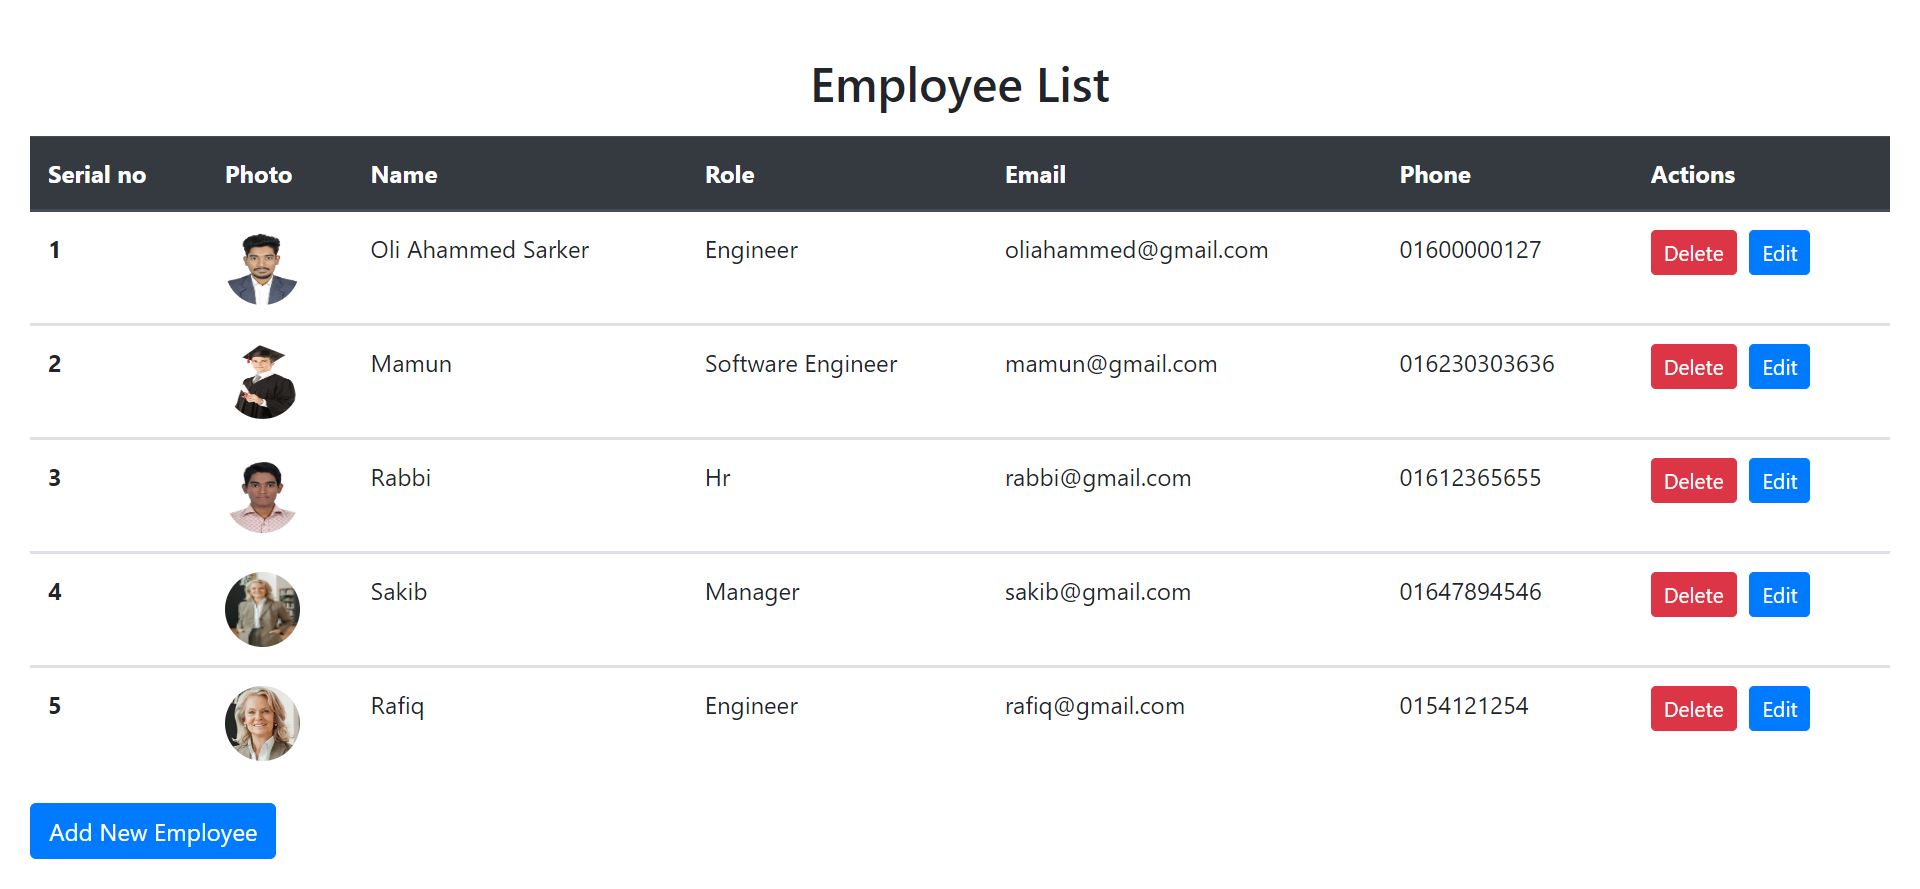 Employee List
Serial no Photo Name Role Email Phone Actions
1 Oli Ahammed Sarker Engineer oliahammed@gmail.com 01600000127 Delete Edit
2 Mamun Software Engineer mamun@gmail.com 016230303636 Delete Edit
3 Rabbi Hr rabbi@gmail.com 01612365655 Delete Edit
4 Sakib Manager sakib@gmail.com 01647894546 Delete Edit
5 Rafiq Engineer rafiq@gmail.com 0154121254 Delete Edit
Add New Employee